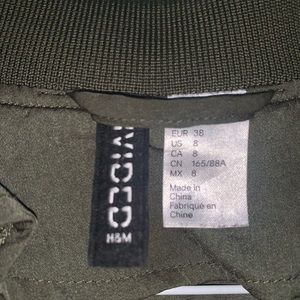 DIVIDED
H&M
EUR 38
US 8
CA 8
CN 165/88A
MX 8
Made in
China
Fabriqué en
Chine